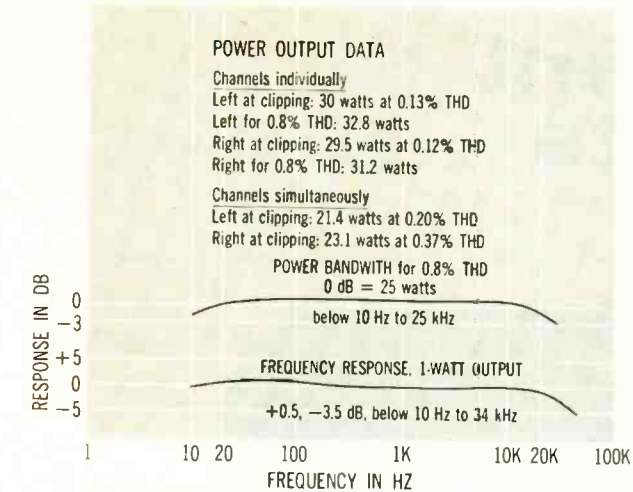 POWER OUTPUT DATA
Channels individually
Left at clipping: 30 watts at 0.13% THD
Left for 0.8% THD: 32.8 watts
Right at clipping: 29.5 watts at 0.12% THD
Right for 0.8% THD: 31.2 watts
Channels simultaneously
Left at clipping: 21.4 watts at 0.20% THD
Right at clipping: 23.1 watts at 0.37% THD
POWER BANDWITH for 0.8% THD
0 dB = 25 watts
below 10 Hz to 25 kHz
FREQUENCY RESPONSE, 1-WATT OUTPUT
+0.5, −3.5 dB, below 10 Hz to 34 kHz
RESPONSE IN DB
0
−3
+5
0
−5
1 10 20 100 1K 10K 20K 100K
FREQUENCY IN HZ